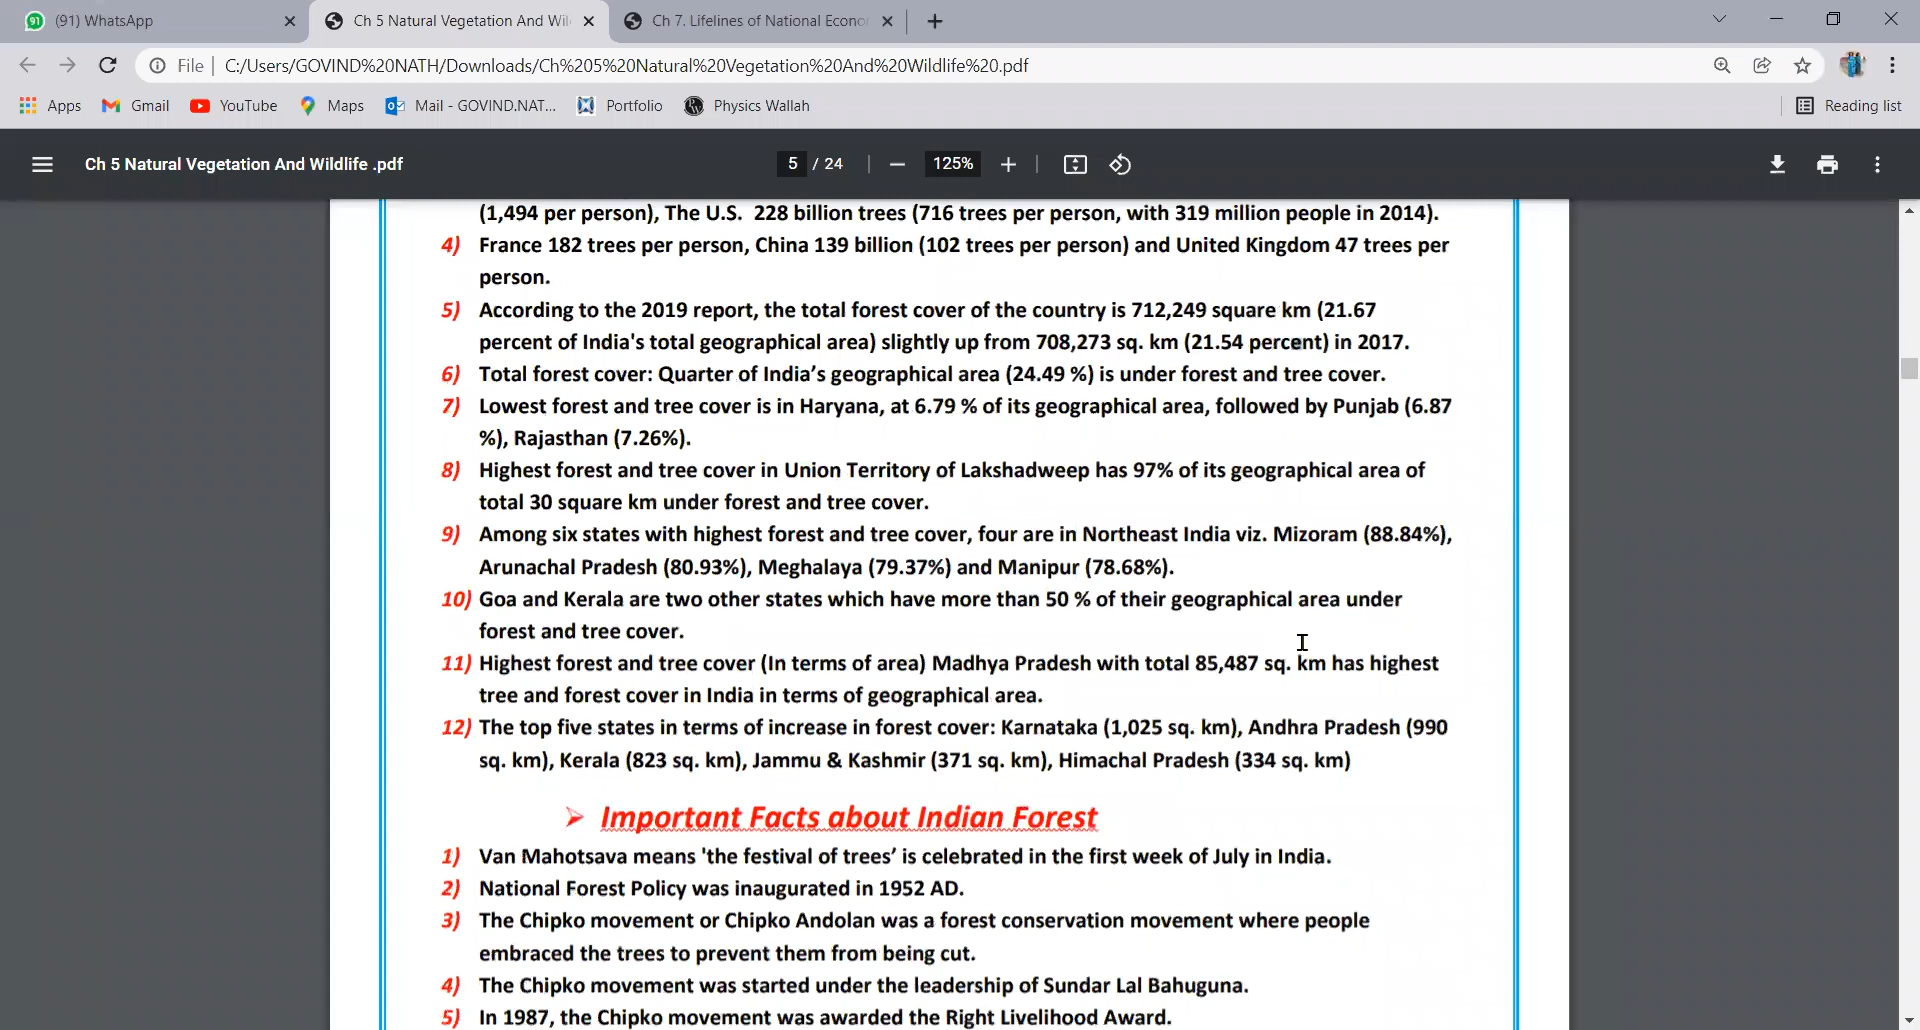 (91) WhatsApp
Ch 5 Natural Vegetation And Wil
Ch 7. Lifelines of National Econo
File
C:/Users/GOVIND%20NATH/Downloads/Ch%205%20Natural%20Vegetation%20And%20Wildlife%20.pdf
Apps
Gmail
YouTube
Maps
Mail - GOVIND.NAT...
Portfolio
Physics Wallah
Reading list
Ch 5 Natural Vegetation And Wildlife .pdf
5 / 24
125%
(1,494 per person), The U.S. 228 billion trees (716 trees per person, with 319 million people in 2014).
4) France 182 trees per person, China 139 billion (102 trees per person) and United Kingdom 47 trees per
person.
5) According to the 2019 report, the total forest cover of the country is 712,249 square km (21.67
percent of India's total geographical area) slightly up from 708,273 sq. km (21.54 percent) in 2017.
6) Total forest cover: Quarter of India’s geographical area (24.49 %) is under forest and tree cover.
7) Lowest forest and tree cover is in Haryana, at 6.79 % of its geographical area, followed by Punjab (6.87
%), Rajasthan (7.26%).
8) Highest forest and tree cover in Union Territory of Lakshadweep has 97% of its geographical area of
total 30 square km under forest and tree cover.
9) Among six states with highest forest and tree cover, four are in Northeast India viz. Mizoram (88.84%),
Arunachal Pradesh (80.93%), Meghalaya (79.37%) and Manipur (78.68%).
10) Goa and Kerala are two other states which have more than 50 % of their geographical area under
forest and tree cover.
11) Highest forest and tree cover (In terms of area) Madhya Pradesh with total 85,487 sq. km has highest
tree and forest cover in India in terms of geographical area.
12) The top five states in terms of increase in forest cover: Karnataka (1,025 sq. km), Andhra Pradesh (990
sq. km), Kerala (823 sq. km), Jammu & Kashmir (371 sq. km), Himachal Pradesh (334 sq. km)
➢ Important Facts about Indian Forest
1) Van Mahotsava means 'the festival of trees’ is celebrated in the first week of July in India.
2) National Forest Policy was inaugurated in 1952 AD.
3) The Chipko movement or Chipko Andolan was a forest conservation movement where people
embraced the trees to prevent them from being cut.
4) The Chipko movement was started under the leadership of Sundar Lal Bahuguna.
5) In 1987, the Chipko movement was awarded the Right Livelihood Award.